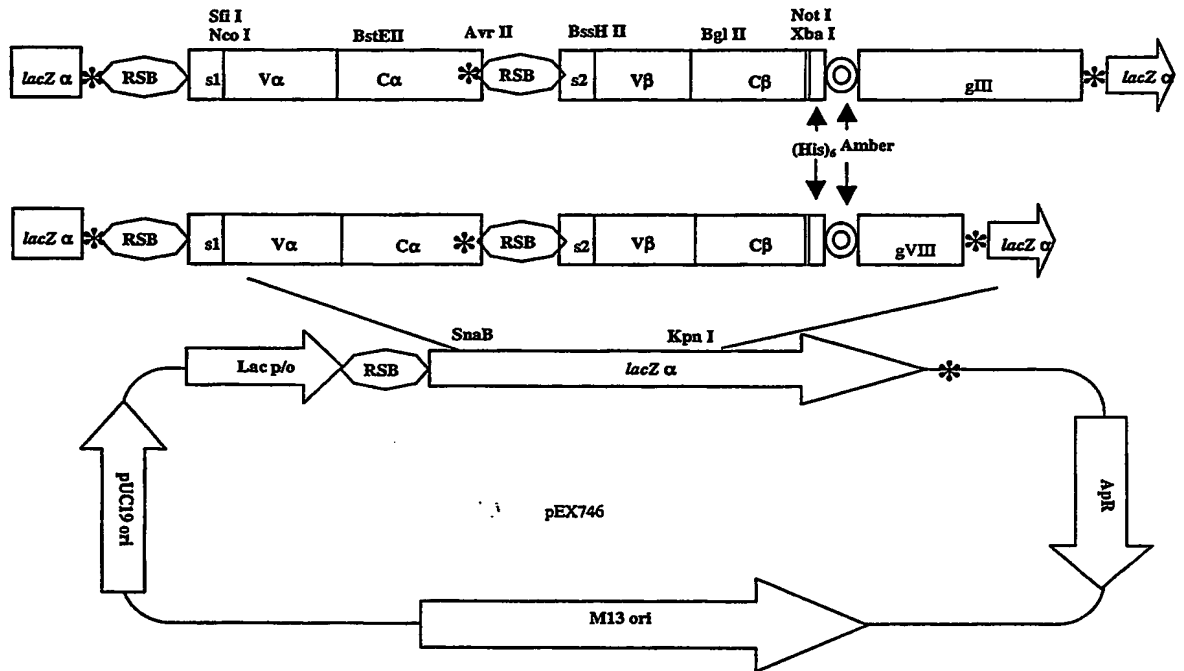 Sfi I
Nco I
BstEII
Avr II
BssH II
Bgl II
Not I
Xba I
lacZ α
RSB
s1
Vα
Cα
RSB
s2
Vβ
Cβ
gIII
lacZ α
(His)6 Amber
lacZ α
RSB
s1
Vα
Cα
RSB
s2
Vβ
Cβ
gVIII
lacZ α
SnaB
Kpn I
Lac p/o
RSB
lacZ α
pUC19 ori
ApR
pEX746
M13 ori